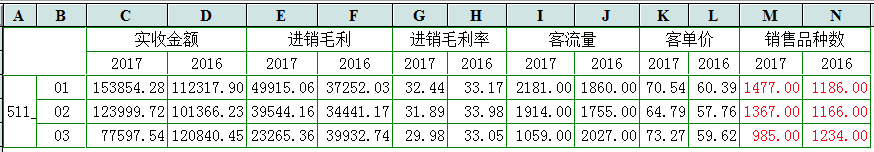 A B C D E F G H I J K L M N
实收金额 进销毛利 进销毛利率 客流量 客单价 销售品种数
2017 2016 2017 2016 2017 2016 2017 2016 2017 2016 2017 2016
01 153854.28 112317.90 49915.06 37252.03 32.44 33.17 2181.00 1860.00 70.54 60.39 1477.00 1186.00
511_ 02 123999.72 101366.23 39544.16 34441.17 31.89 33.98 1914.00 1755.00 64.79 57.76 1367.00 1166.00
03 77597.54 120840.45 23265.36 39932.74 29.98 33.05 1059.00 2027.00 73.27 59.62 985.00 1234.00